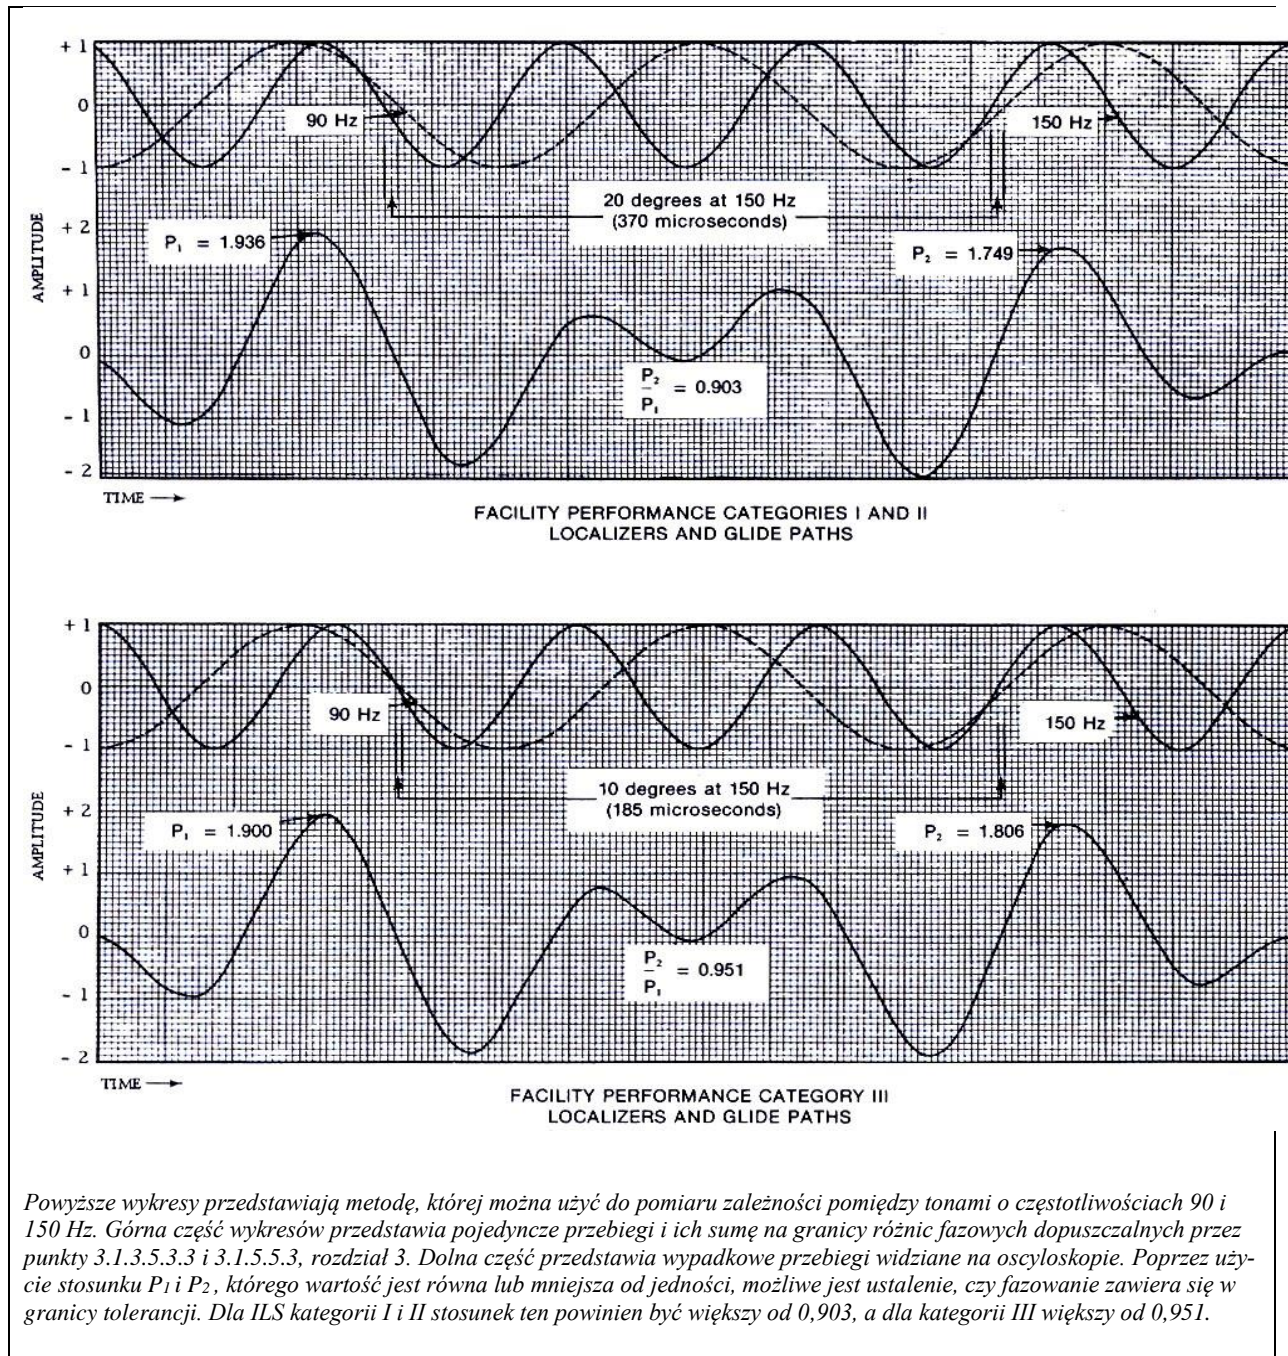 + 1
0
- 1
90 Hz
150 Hz
20 degrees at 150 Hz
(370 microseconds)
AMPLITUDE
+ 2
+ 1
0
- 1
- 2
P₁ = 1.936
P₂ = 1.749
P₂
P₁ = 0.903
TIME
FACILITY PERFORMANCE CATEGORIES I AND II
LOCALIZERS AND GLIDE PATHS
+ 1
0
- 1
90 Hz
150 Hz
10 degrees at 150 Hz
(185 microseconds)
AMPLITUDE
+ 2
+ 1
0
- 1
- 2
P₁ = 1.900
P₂ = 1.806
P₂
P₁ = 0.951
TIME
FACILITY PERFORMANCE CATEGORY III
LOCALIZERS AND GLIDE PATHS
Powyższe wykresy przedstawiają metodę, której można użyć do pomiaru zależności pomiędzy tonami o częstotliwościach 90 i
150 Hz. Górna część wykresów przedstawia pojedyncze przebiegi i ich sumę na granicy różnic fazowych dopuszczalnych przez
punkty 3.1.3.5.3.3 i 3.1.5.5.3, rozdział 3. Dolna część przedstawia wypadkowe przebiegi widziane na oscyloskopie. Poprzez uży-
cie stosunku P₁ i P₂ , którego wartość jest równa lub mniejsza od jedności, możliwe jest ustalenie, czy fazowanie zawiera się w
granicy tolerancji. Dla ILS kategorii I i II stosunek ten powinien być większy od 0,903, a dla kategorii III większy od 0,951.